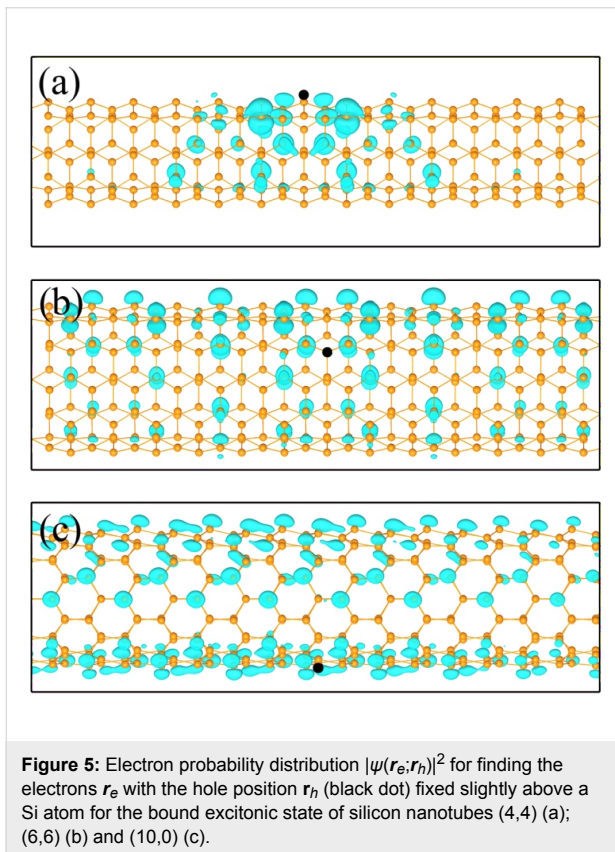 (a)
(b)
(c)
Figure 5: Electron probability distribution |ψ(re;rh)|² for finding the
electrons re with the hole position rh (black dot) fixed slightly above a
Si atom for the bound excitonic state of silicon nanotubes (4,4) (a);
(6,6) (b) and (10,0) (c).